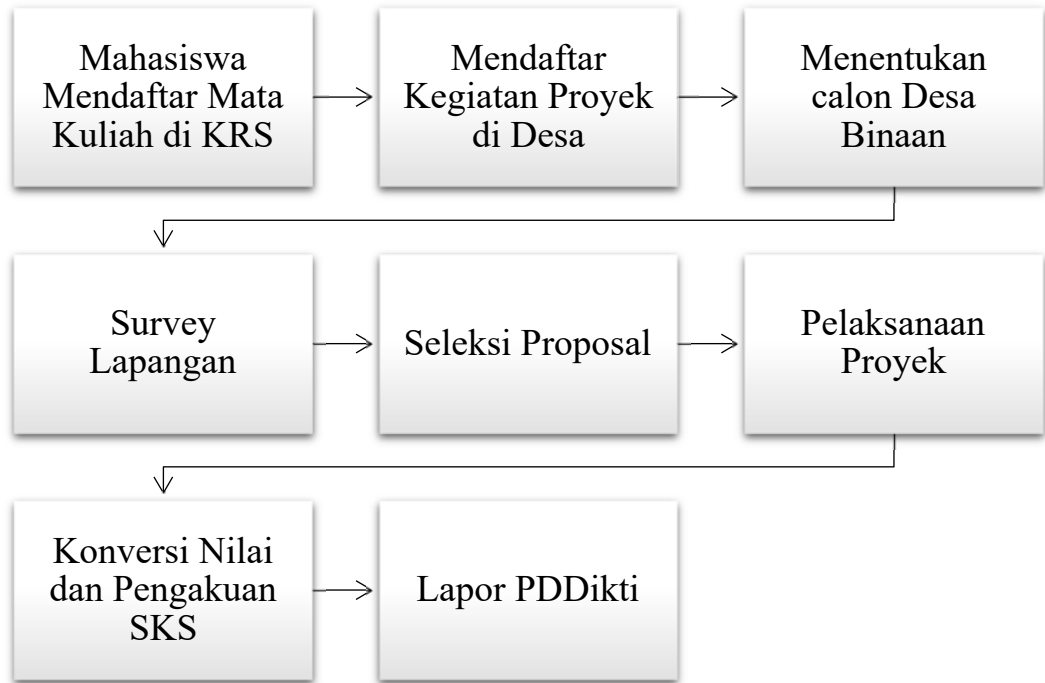 Mahasiswa
Mendaftar Mata
Kuliah di KRS
Mendaftar
Kegiatan Proyek
di Desa
Menentukan
calon Desa
Binaan
Survey
Lapangan
Seleksi Proposal
Pelaksanaan
Proyek
Konversi Nilai
dan Pengakuan
SKS
Lapor PDDikti